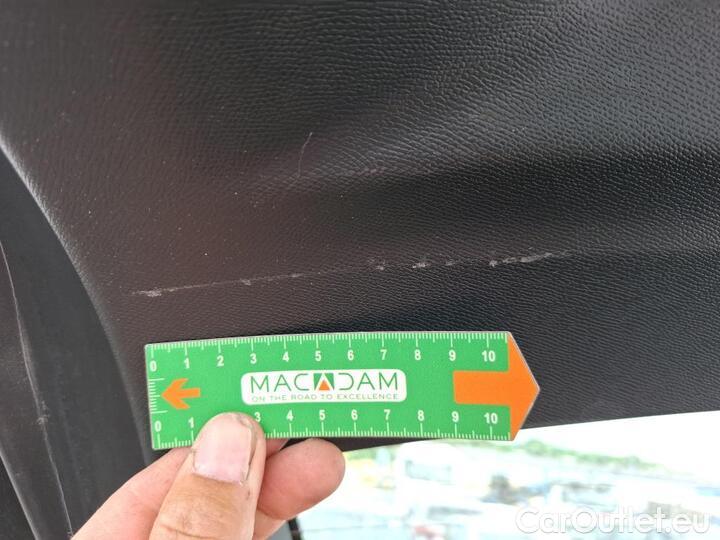 0 1 2 3 4 5 6 7 8 9 10
MACADAM
ON THE ROAD TO EXCELLENCE
0 1 3 4 5 6 7 8 9 10
CarOutlet.eu